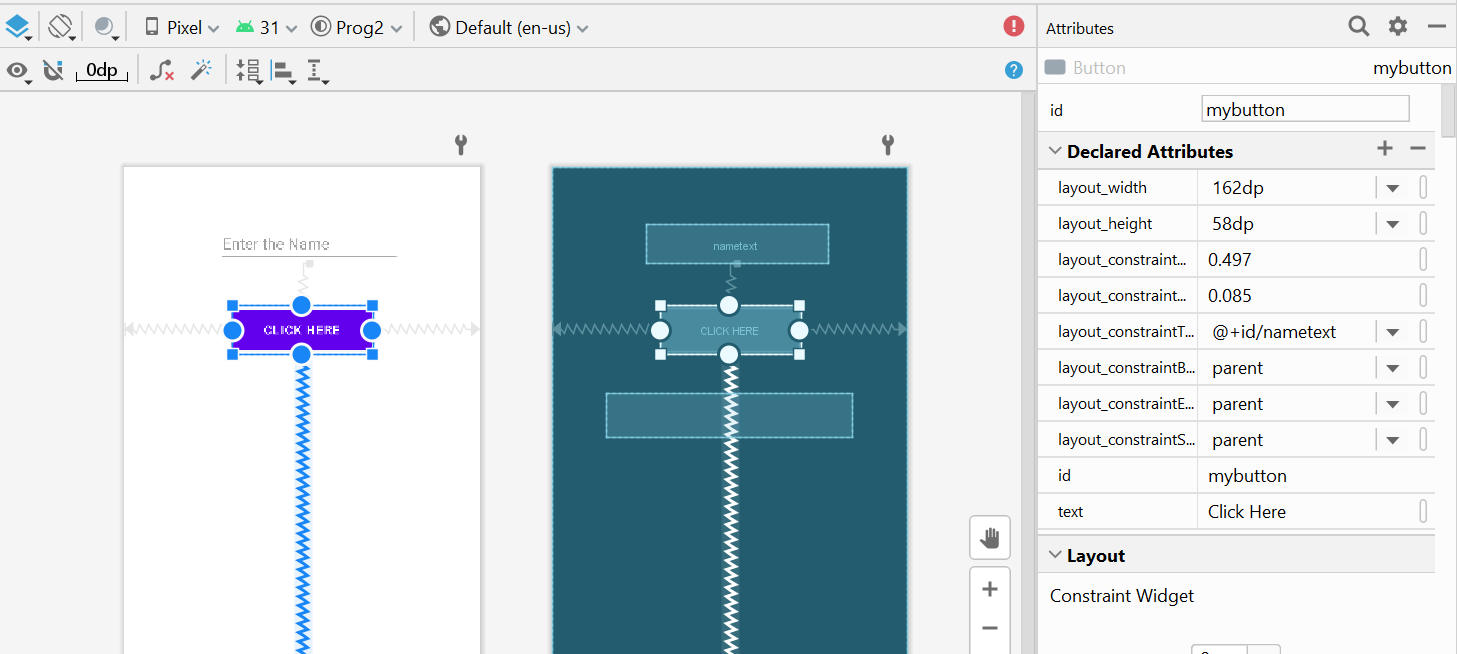 Pixel 31 Prog2 Default (en-us)
!
Attributes
0dp
?
Button mybutton
id mybutton
Declared Attributes
layout_width 162dp
layout_height 58dp
layout_constraint... 0.497
layout_constraint... 0.085
layout_constraintT... @+id/nametext
layout_constraintB... parent
layout_constraintE... parent
layout_constraintS... parent
id mybutton
text Click Here
Layout
Constraint Widget
Enter the Name
CLICK HERE
nametext
CLICK HERE